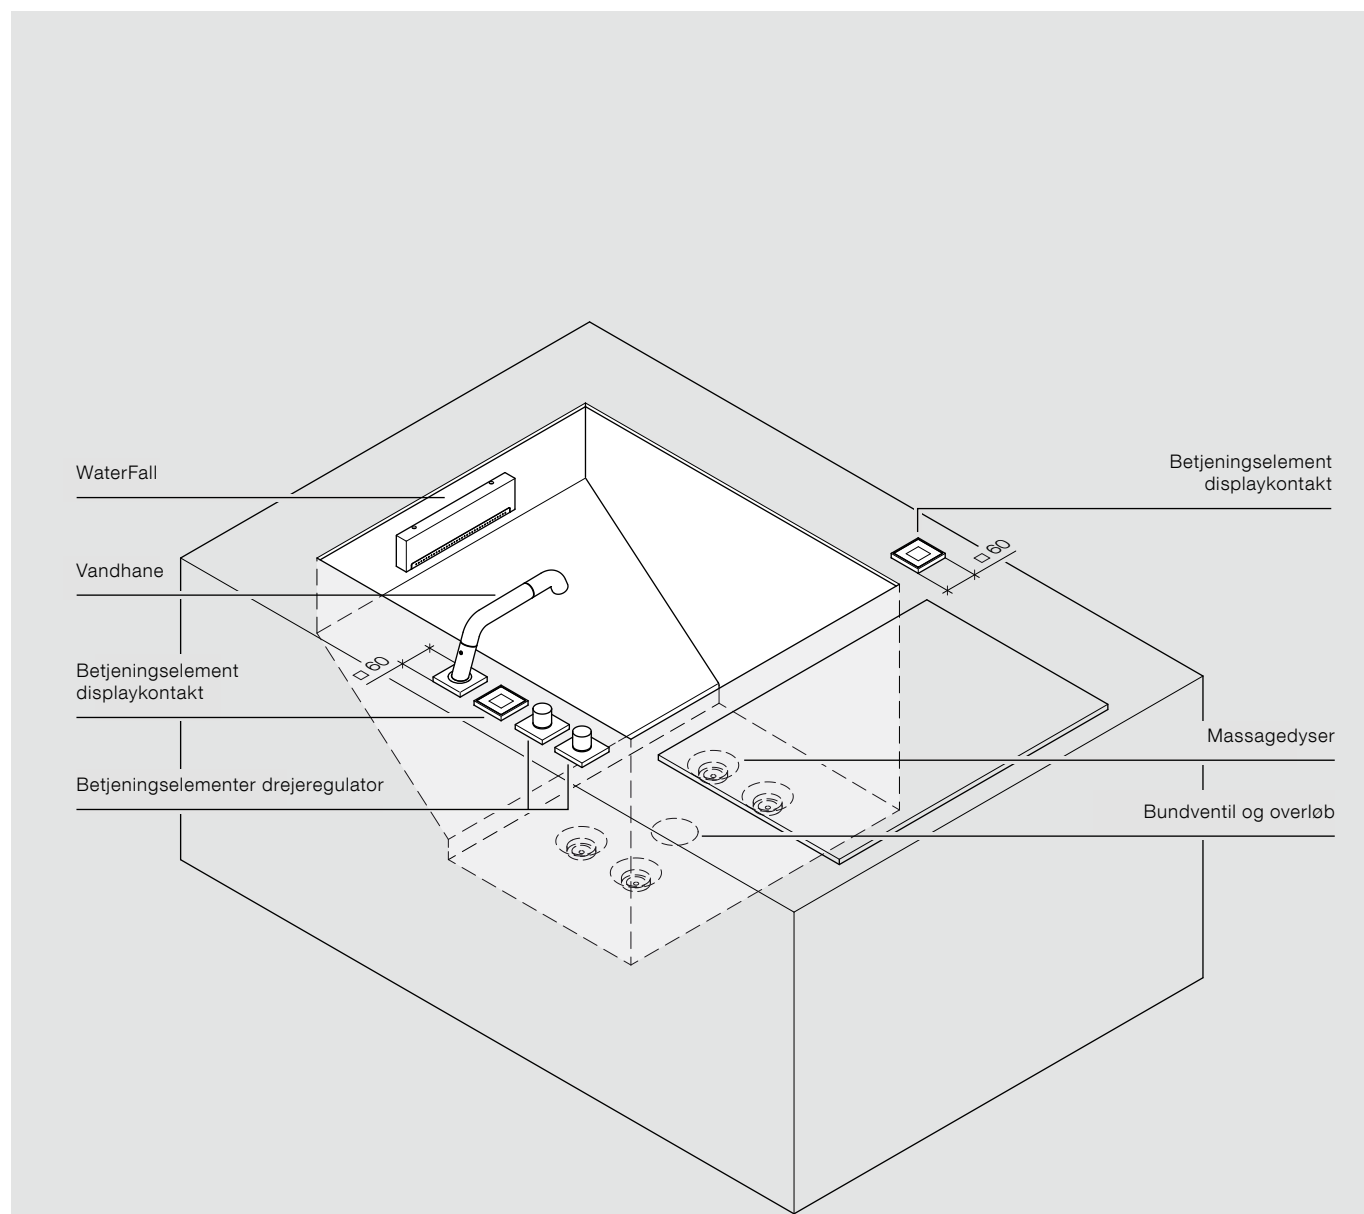 WaterFall
Vandhane
□ 60
Betjeningselement
displaykontakt
Betjeningselementer drejeregulator
Betjeningselement
displaykontakt
□ 60
Massagedyser
Bundventil og overløb